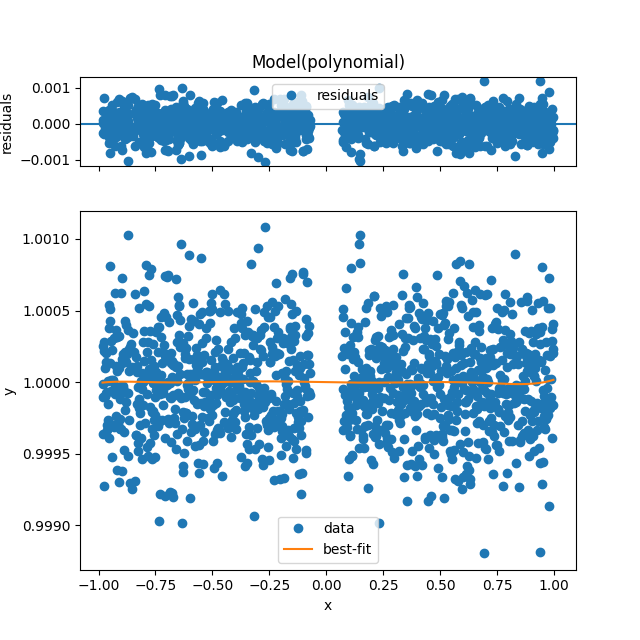 Model(polynomial)
0.001
0.000
−0.001
residuals
residuals
1.0010
1.0005
1.0000
0.9995
0.9990
y
data
best-fit
−1.00 −0.75 −0.50 −0.25 0.00 0.25 0.50 0.75 1.00
x